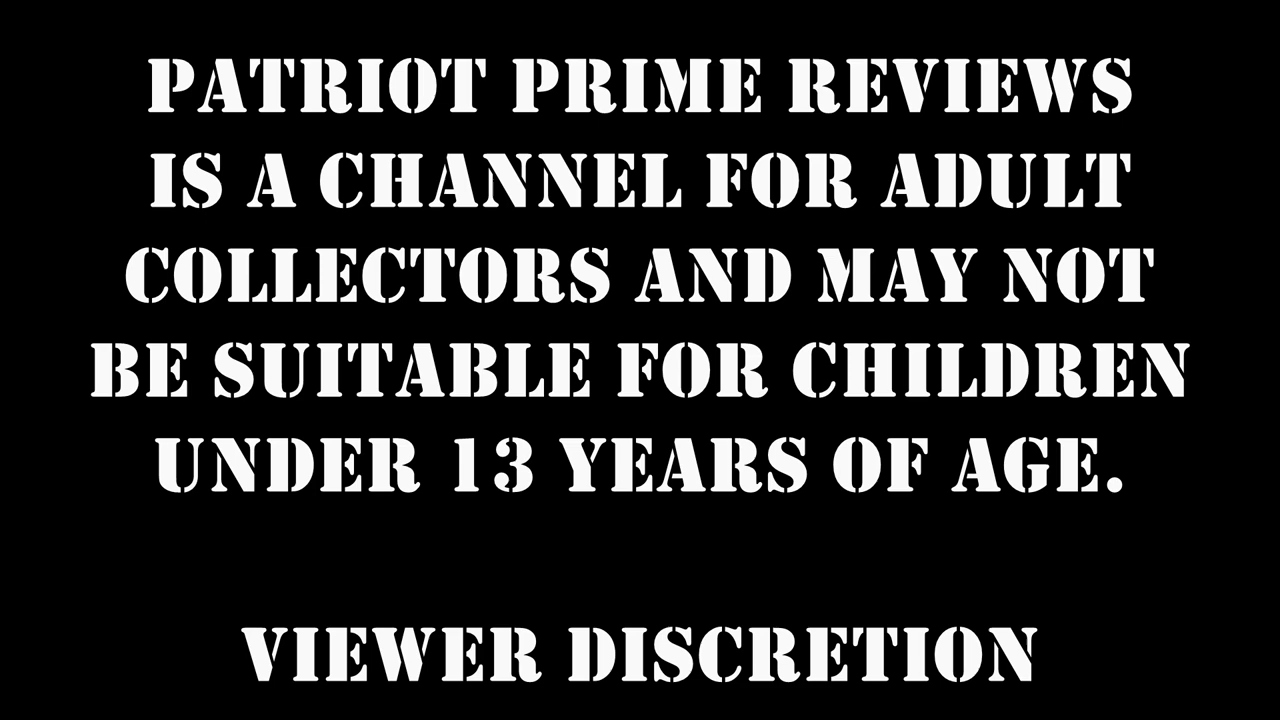 PATRIOT PRIME REVIEWS
IS A CHANNEL FOR ADULT
COLLECTORS AND MAY NOT
BE SUITABLE FOR CHILDREN
UNDER 13 YEARS OF AGE.
VIEWER DISCRETION